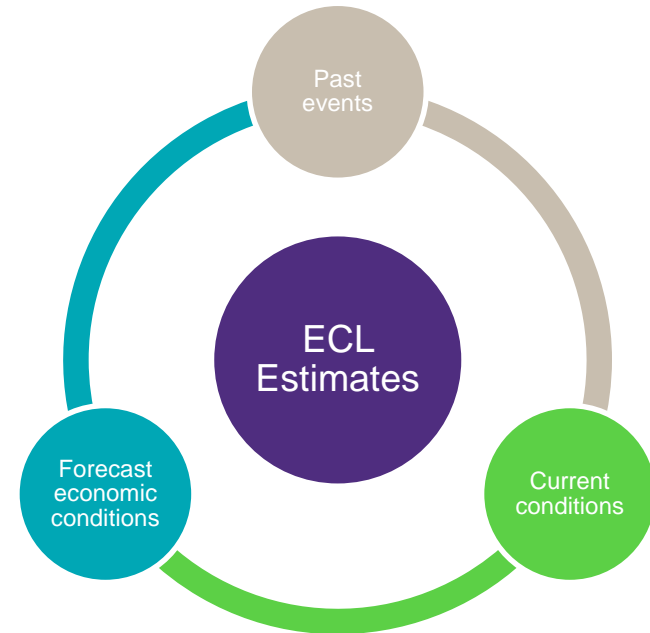 Past
events
ECL
Estimates
Forecast
economic
conditions
Current
conditions